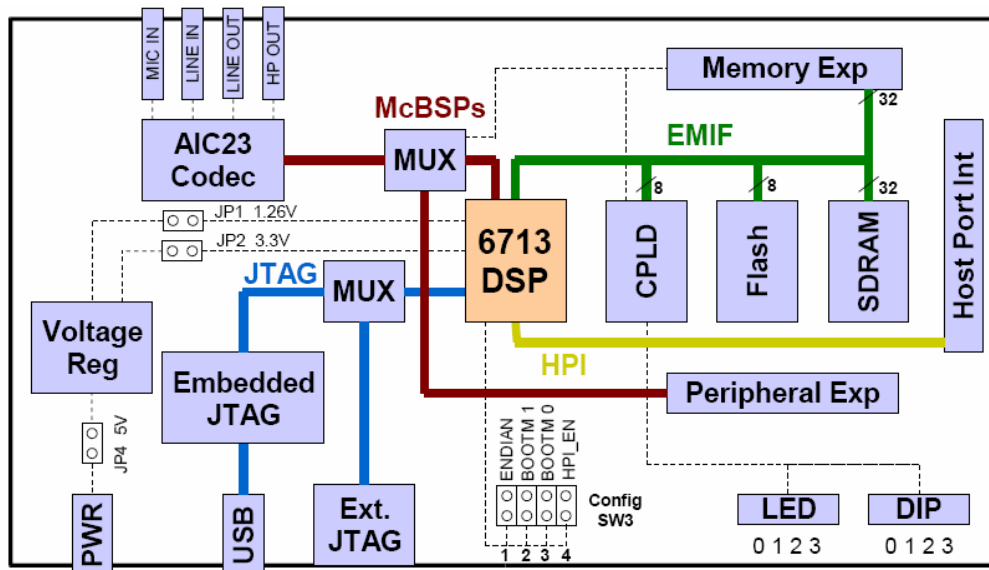 MIC IN
LINE IN
LINE OUT
HP OUT
Memory Exp
32
McBSPs
AIC23
Codec
MUX
EMIF
Host Port Int
8
8
32
JP1 1.26V
6713
DSP
CPLD
Flash
SDRAM
JP2 3.3V
JTAG
MUX
Voltage
Reg
HPI
Embedded
JTAG
Peripheral Exp
JP4 5V
ENDIAN
BOOTM 1
BOOTM 0
HPI_EN
Config
SW3
PWR
USB
Ext.
JTAG
1 2 3 4
LED
DIP
0 1 2 3
0 1 2 3